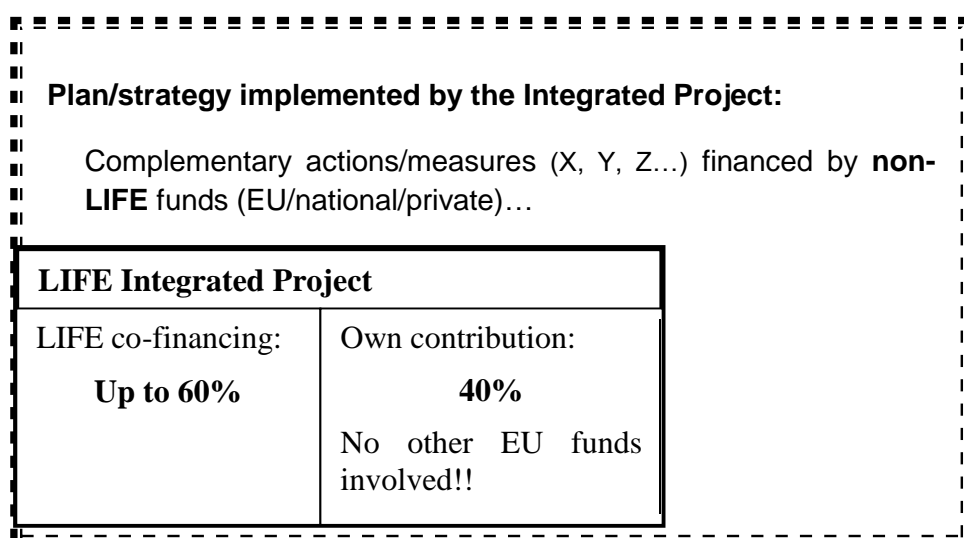 Plan/strategy implemented by the Integrated Project:
Complementary actions/measures (X, Y, Z…) financed by non-
LIFE funds (EU/national/private)…
LIFE Integrated Project
LIFE co-financing:
Up to 60%
Own contribution:
40%
No other EU funds
involved!!